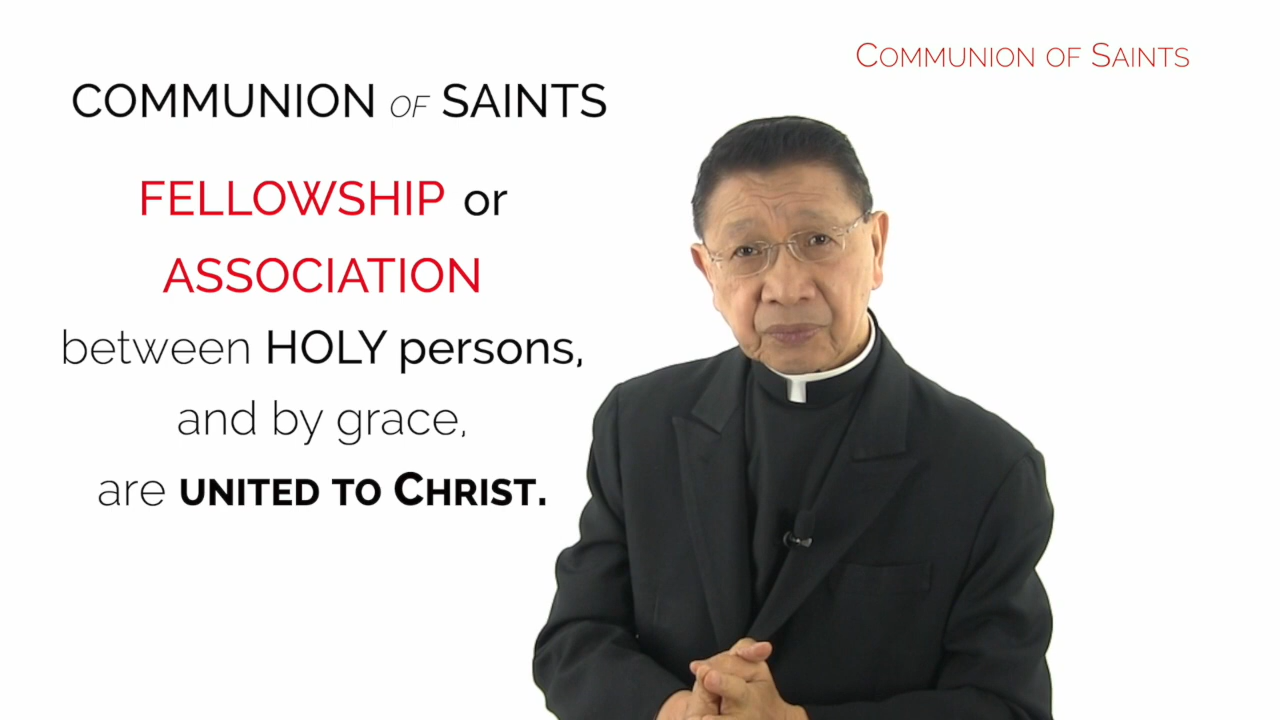 COMMUNION OF SAINTS
COMMUNION OF SAINTS
FELLOWSHIP or
ASSOCIATION
between HOLY persons,
and by grace,
are UNITED TO CHRIST.